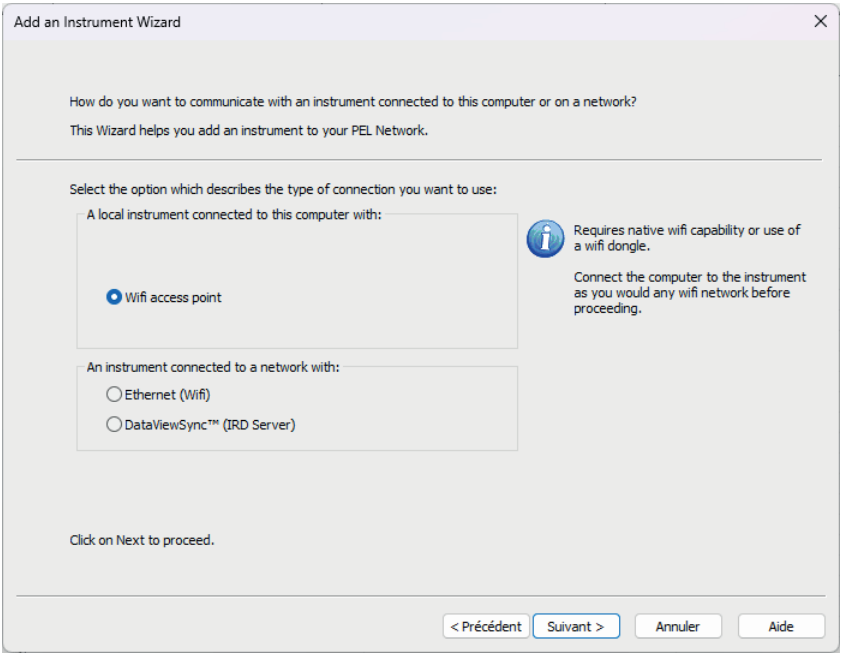 Add an Instrument Wizard
How do you want to communicate with an instrument connected to this computer or on a network?
This Wizard helps you add an instrument to your PEL Network.
Select the option which describes the type of connection you want to use:
A local instrument connected to this computer with:
Wifi access point
Requires native wifi capability or use of
a wifi dongle.
Connect the computer to the instrument
as you would any wifi network before
proceeding.
An instrument connected to a network with:
Ethernet (Wifi)
DataViewSync™ (IRD Server)
Click on Next to proceed.
< Précédent
Suivant >
Annuler
Aide